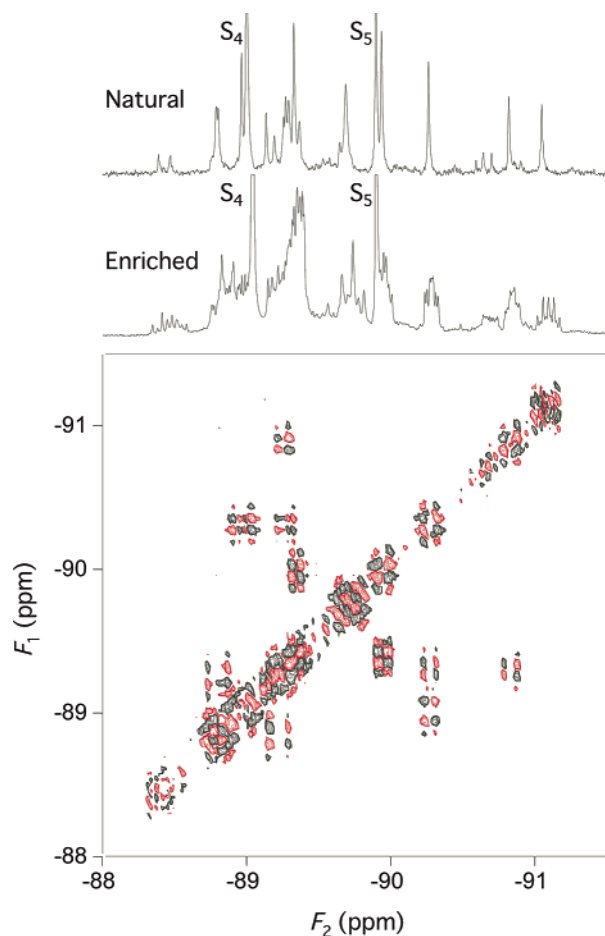 S4 S5
Natural
S4 S5
Enriched
-91
-90
F1 (ppm)
-89
-88
-88 -89 -90 -91
F2 (ppm)